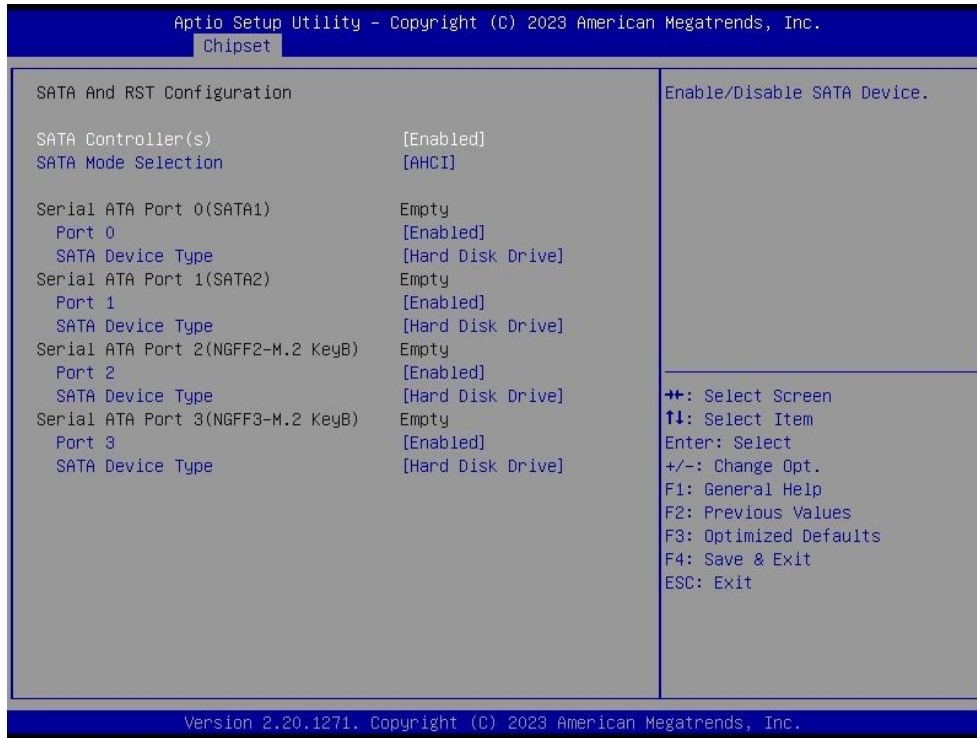 Aptio Setup Utility – Copyright (C) 2023 American Megatrends, Inc.
Chipset
SATA And RST Configuration
SATA Controller(s) [Enabled]
SATA Mode Selection [AHCI]
Serial ATA Port 0(SATA1) Empty
Port 0 [Enabled]
SATA Device Type [Hard Disk Drive]
Serial ATA Port 1(SATA2) Empty
Port 1 [Enabled]
SATA Device Type [Hard Disk Drive]
Serial ATA Port 2(NGFF2-M.2 KeyB) Empty
Port 2 [Enabled]
SATA Device Type [Hard Disk Drive]
Serial ATA Port 3(NGFF3-M.2 KeyB) Empty
Port 3 [Enabled]
SATA Device Type [Hard Disk Drive]
Enable/Disable SATA Device.
→←: Select Screen
↑↓: Select Item
Enter: Select
+/-: Change Opt.
F1: General Help
F2: Previous Values
F3: Optimized Defaults
F4: Save & Exit
ESC: Exit
Version 2.20.1271. Copyright (C) 2023 American Megatrends, Inc.